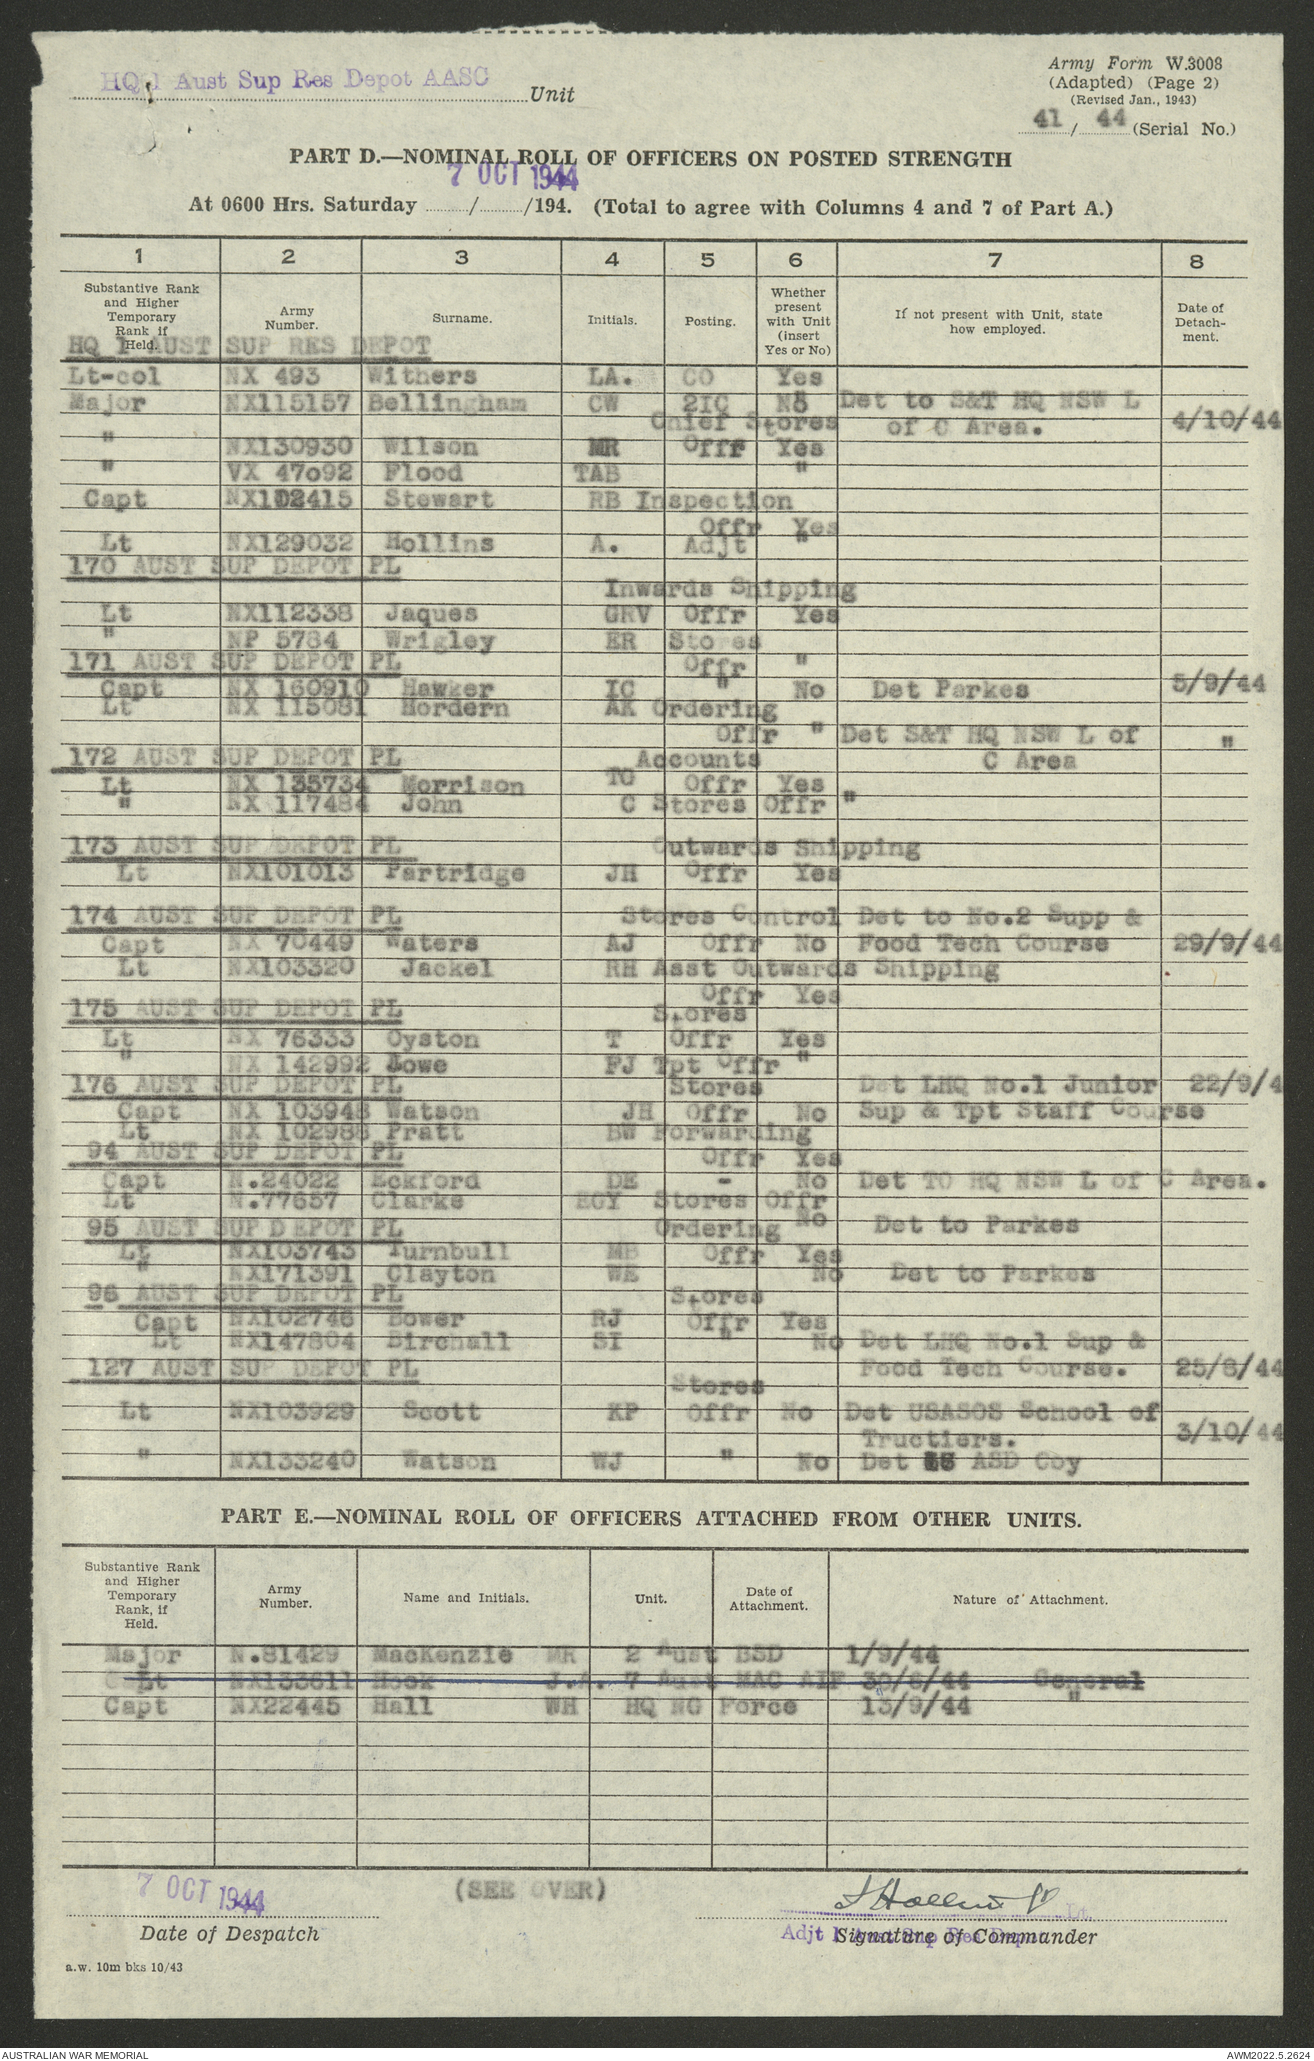 HQ 1 Aust Sup Res Depot AASC Unit
Army Form W.3008
(Adapted) (Page 2)
(Revised Jan., 1943)
41 / 44 (Serial No.)
PART D.—NOMINAL ROLL OF OFFICERS ON POSTED STRENGTH
7 OCT 1944
At 0600 Hrs. Saturday ........../........../194. (Total to agree with Columns 4 and 7 of Part A.)
1 2 3 4 5 6 7 8
Substantive Rank and Higher Temporary Rank if Held. Army Number. Surname. Initials. Posting. Whether present with Unit (insert Yes or No) If not present with Unit, state how employed. Date of Detach- ment.
HQ 1 AUST SUP RES DEPOT
Lt-col NX 493 Withers LA. CO Yes
Major NX115157 Bellingham CW 2IC No Det to S&T HQ NSW L
Chief Stores of C Area. 4/10/44
" NX130930 Wilson MR Offr Yes
" VX 47092 Flood TAB "
Capt NX102415 Stewart RB Inspection
Offr Yes
Lt NX129032 Hollins A. Adjt "
170 AUST SUP DEPOT PL
Inwards Shipping
Lt NX112338 Jaques GRV Offr Yes
" NP 5784 Wrigley ER Stores
171 AUST SUP DEPOT PL Offr "
Capt NX 160910 Hawker IC " No Det Parkes 5/9/44
Lt NX 115081 Hordern AK Ordering
Offr " Det S&T HQ NSW L of "
172 AUST SUP DEPOT PL Accounts C Area
Lt NX 135734 Morrison TG Offr Yes
" NX 117484 John C Stores Offr "
173 AUST SUP DEPOT PL Outwards Shipping
Lt NX101013 Partridge JH Offr Yes
174 AUST SUP DEPOT PL Stores Control Det to No.2 Supp &
Capt NX 70449 Waters AJ Offr No Food Tech Course 29/9/44
Lt NX103320 Jackel RH Asst Outwards Shipping
Offr Yes
175 AUST SUP DEPOT PL Stores
Lt NX 76333 Oyston T Offr Yes
" NX 142992 Lowe FJ Tpt Offr "
176 AUST SUP DEPOT PL Stores Det LHQ No.1 Junior 22/9/4
Capt NX 103948 Watson JH Offr No Sup & Tpt Staff Course
Lt NX 102988 Pratt BW Forwarding
94 AUST SUP DEPOT PL Offr Yes
Capt N.24022 Eckford DE - No Det TO HQ NSW L of C Area.
Lt N.77657 Clarke EGY Stores Offr
95 AUST SUP DEPOT PL Ordering No Det to Parkes
Lt NX103743 Turnbull MB Offr Yes
" NX171391 Clayton WE No Det to Parkes
96 AUST SUP DEPOT PL Stores
Capt NX102746 Bower RJ Offr Yes
Lt NX147804 Birchall SI " No Det LHQ No.1 Sup &
127 AUST SUP DEPOT PL Food Tech Course. 25/8/44
Stores
Lt NX103929 Scott KP Offr No Det USASOS School of
Tructiers. 3/10/44
" NX133240 Watson WJ " No Det ASD Coy
PART E.—NOMINAL ROLL OF OFFICERS ATTACHED FROM OTHER UNITS.
Substantive Rank and Higher Temporary Rank, if Held. Army Number. Name and Initials. Unit. Date of Attachment. Nature of Attachment.
Major N.81429 MacKenzie MR 2 Aust BSD 1/9/44
Lt NX133611 Hook J.A. 7 Aust MAC AIF 30/8/44 General
Capt NX22445 Hall WH HQ NG Force 13/9/44 "
7 OCT 1944 (SEE OVER)
Lt.
Date of Despatch Adjt 1 Aust Sup Res Depot Signature of Commander
a.w. 10m bks 10/43
AUSTRALIAN WAR MEMORIAL AWM2022.5.2624